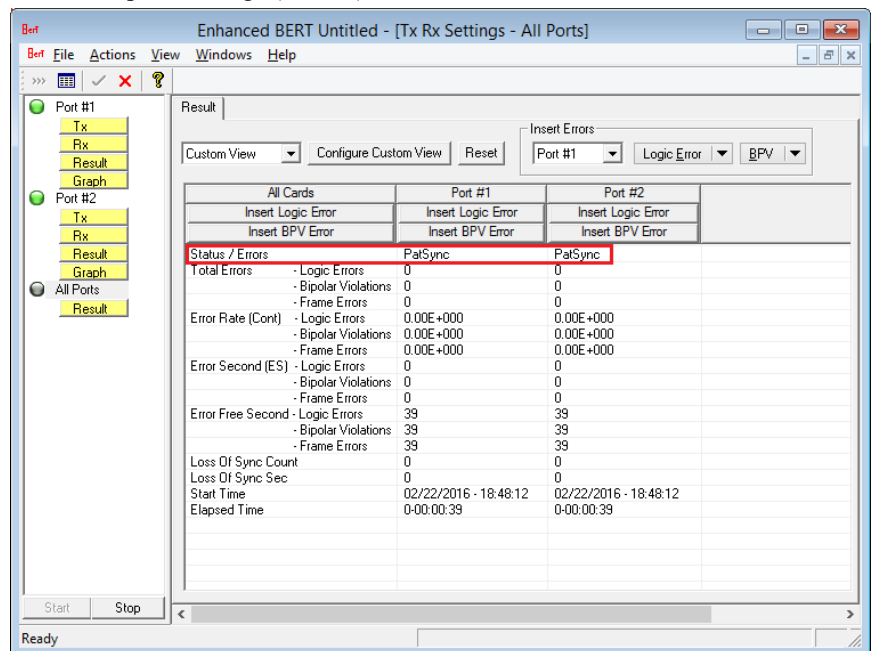 Bert Enhanced BERT Untitled - [Tx Rx Settings - All Ports]
Bert File Actions View Windows Help
Port #1
Tx
Rx
Result
Graph
Port #2
Tx
Rx
Result
Graph
All Ports
Result
Start Stop
Result
Insert Errors
Custom View Configure Custom View Reset Port #1 Logic Error BPV
All Cards Port #1 Port #2
Insert Logic Error Insert Logic Error Insert Logic Error
Insert BPV Error Insert BPV Error Insert BPV Error
Status / Errors PatSync PatSync
Total Errors - Logic Errors 0 0
- Bipolar Violations 0 0
- Frame Errors 0 0
Error Rate (Cont) - Logic Errors 0.00E+000 0.00E+000
- Bipolar Violations 0.00E+000 0.00E+000
- Frame Errors 0.00E+000 0.00E+000
Error Second (ES) - Logic Errors 0 0
- Bipolar Violations 0 0
- Frame Errors 0 0
Error Free Second - Logic Errors 39 39
- Bipolar Violations 39 39
- Frame Errors 39 39
Loss Of Sync Count 0 0
Loss Of Sync Sec 0 0
Start Time 02/22/2016 - 18:48:12 02/22/2016 - 18:48:12
Elapsed Time 0-00:00:39 0-00:00:39
Ready